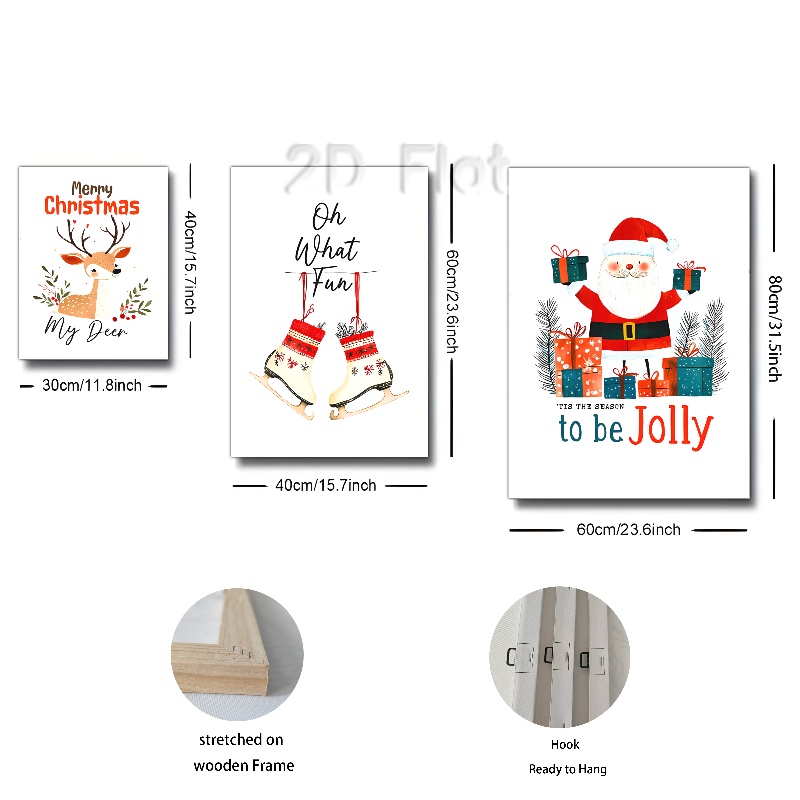 2D Flat
Merry
Christmas
My Deer
40cm/15.7inch
30cm/11.8inch
Oh
What
Fun
60cm/23.6inch
40cm/15.7inch
'TIS THE SEASON
to be Jolly
80cm/31.5inch
60cm/23.6inch
stretched on
wooden Frame
Hook
Ready to Hang